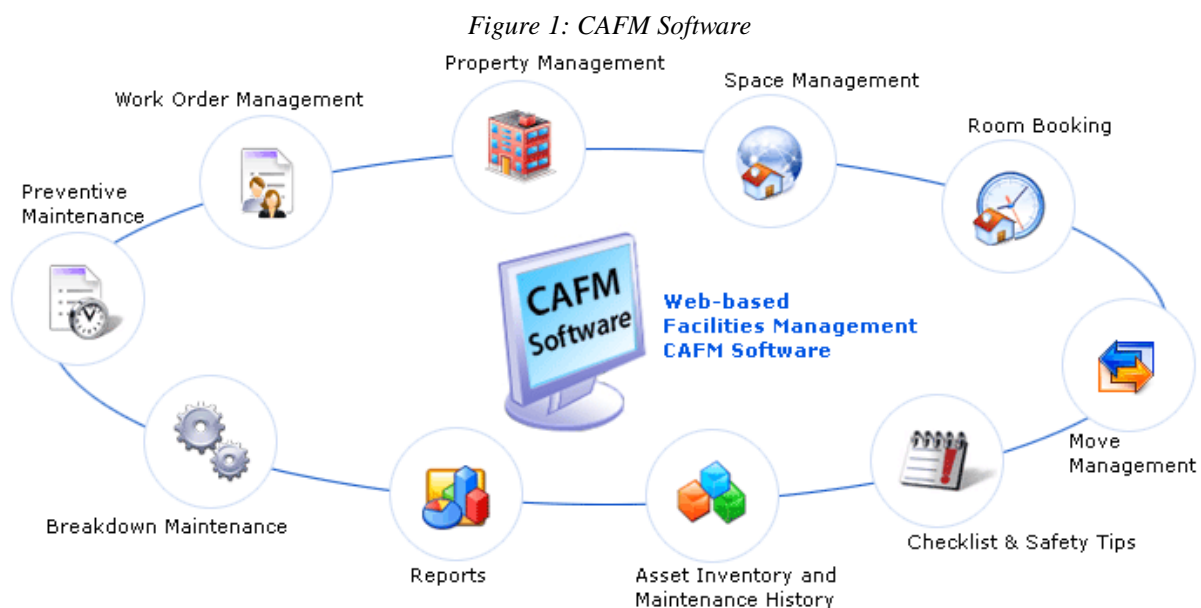 Figure 1: CAFM Software
Property Management
Space Management
Work Order Management
Room Booking
Preventive
Maintenance
CAFM
Software
Web-based
Facilities Management
CAFM Software
Move
Management
Breakdown Maintenance
Checklist & Safety Tips
Reports
Asset Inventory and
Maintenance History